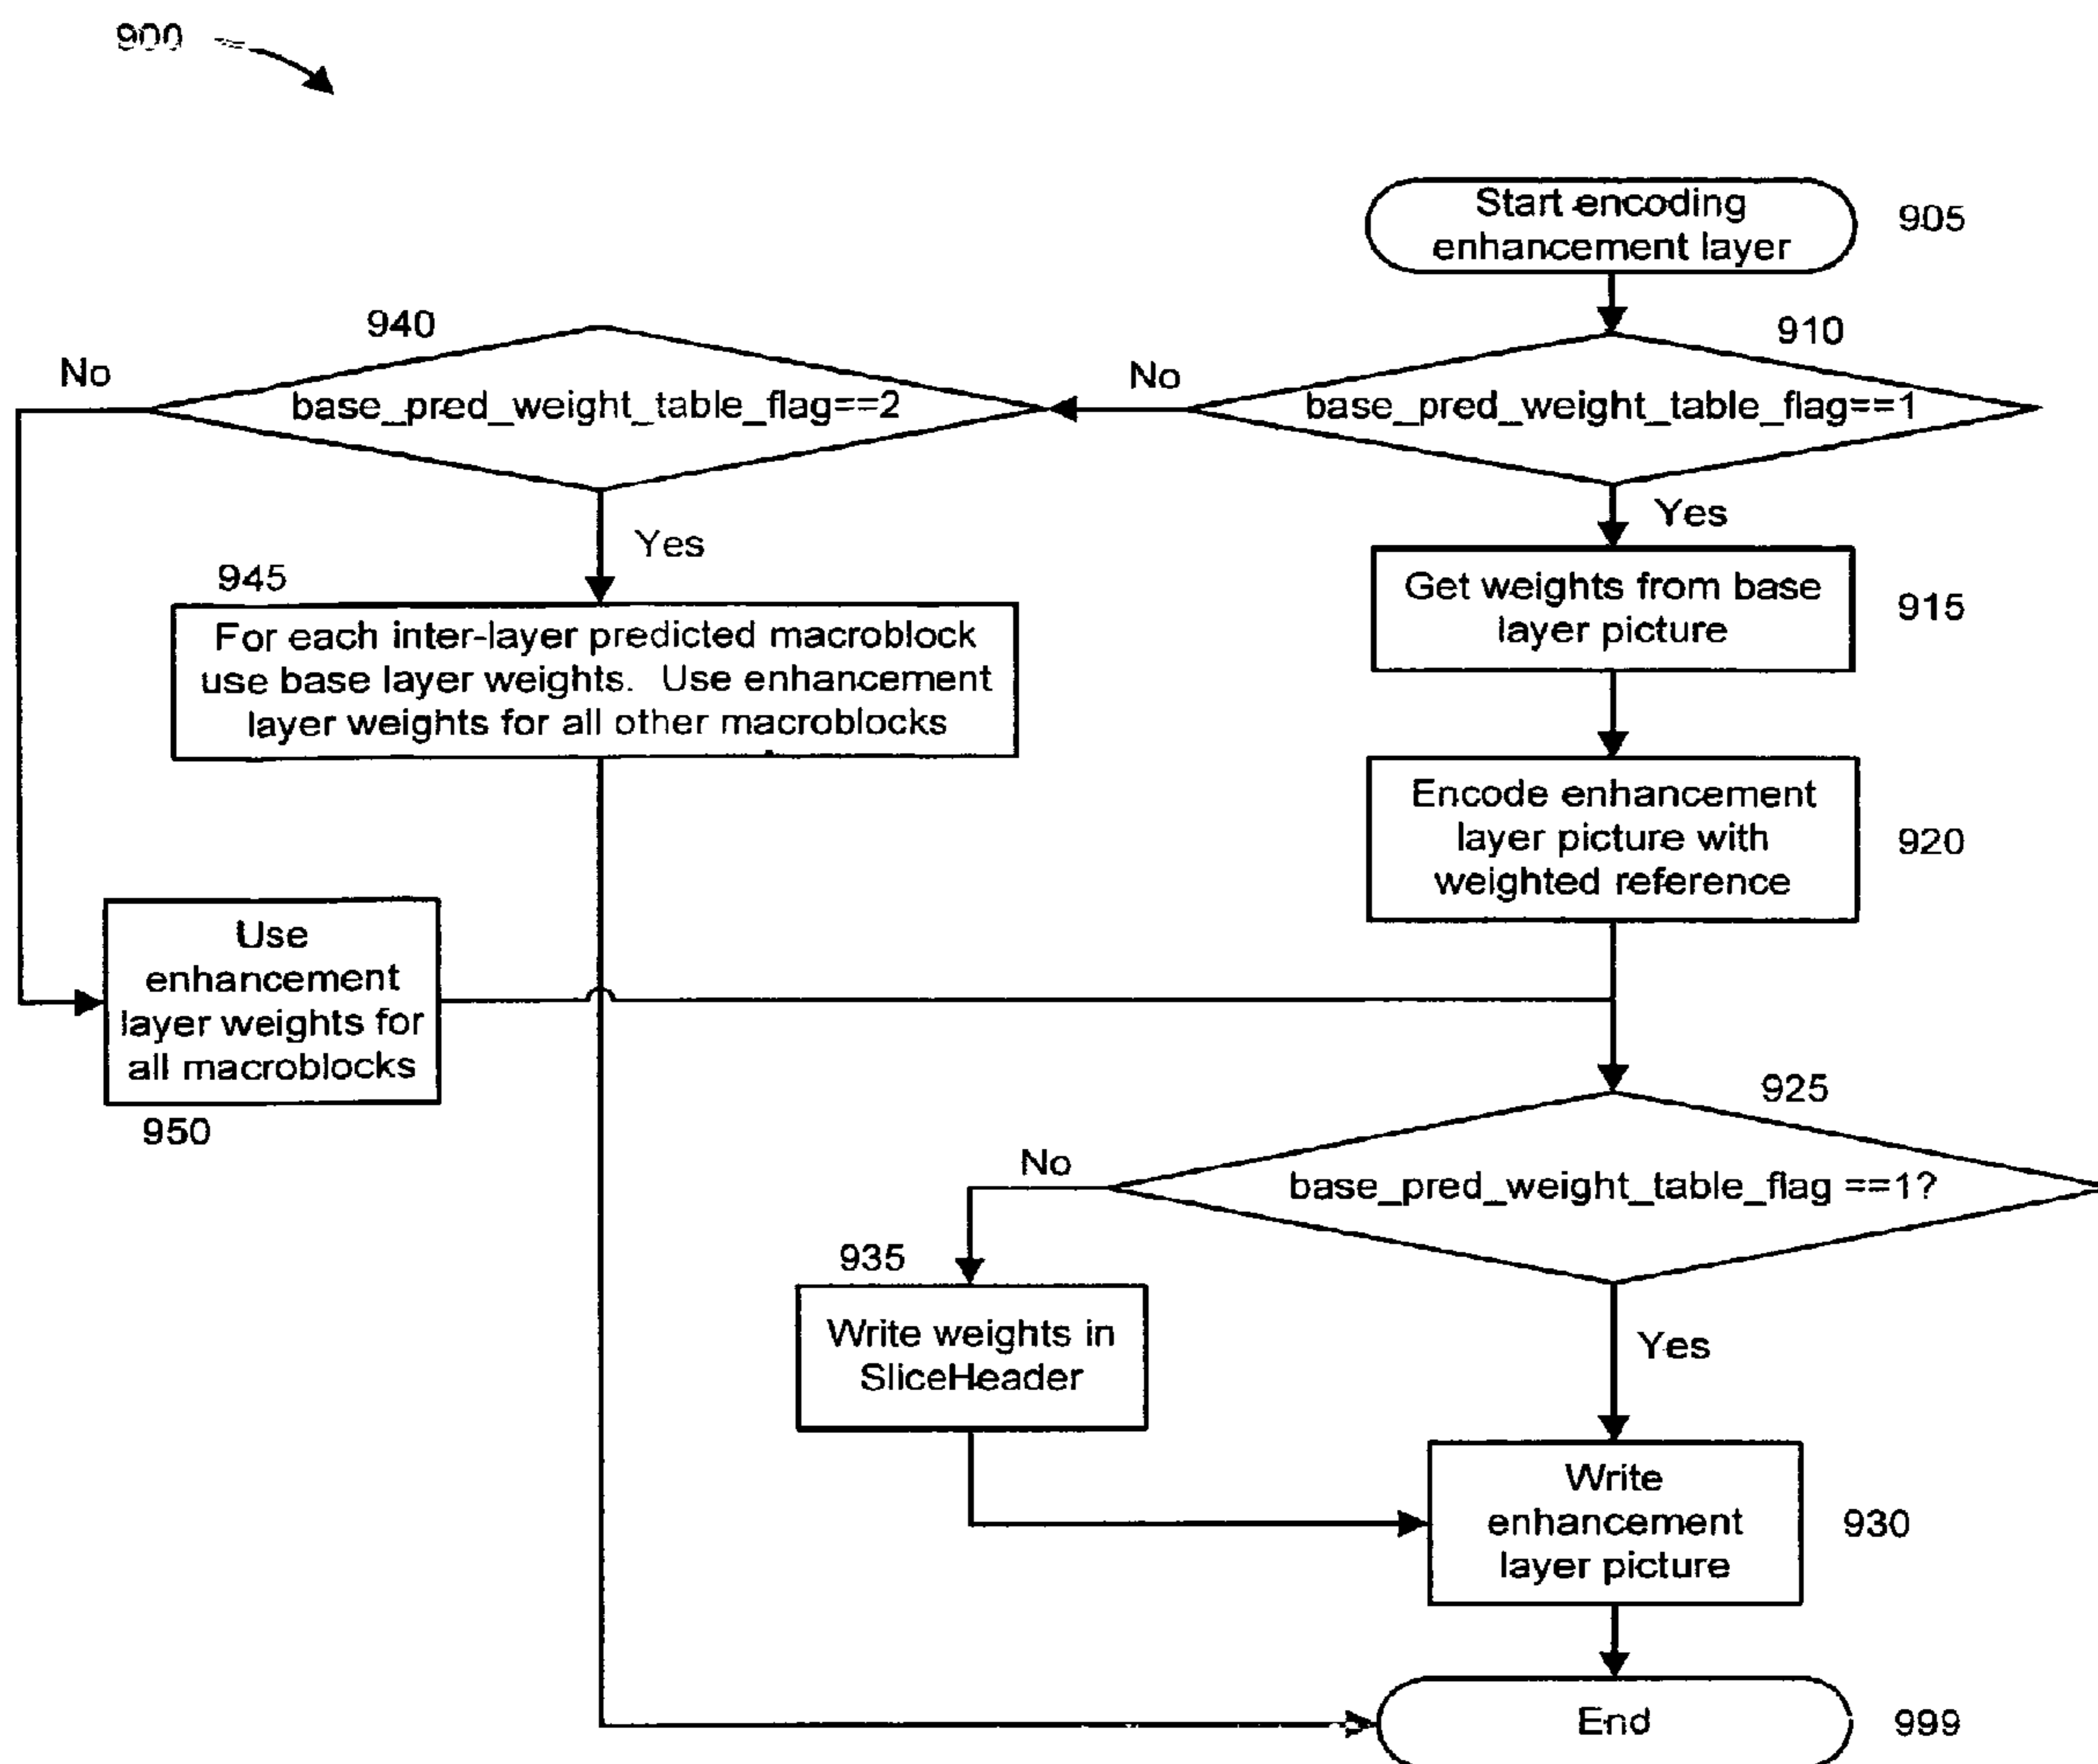 900
Start encoding
enhancement layer
905
910
base_pred_weight_table_flag==1
No
Yes
940
base_pred_weight_table_flag==2
No
Yes
945
For each inter-layer predicted macroblock
use base layer weights. Use enhancement
layer weights for all other macroblocks
Get weights from base
layer picture
915
Encode enhancement
layer picture with
weighted reference
920
Use
enhancement
layer weights for
all macroblocks
950
925
base_pred_weight_table_flag ==1?
No
Yes
935
Write weights in
SliceHeader
Write
enhancement
layer picture
930
End
999